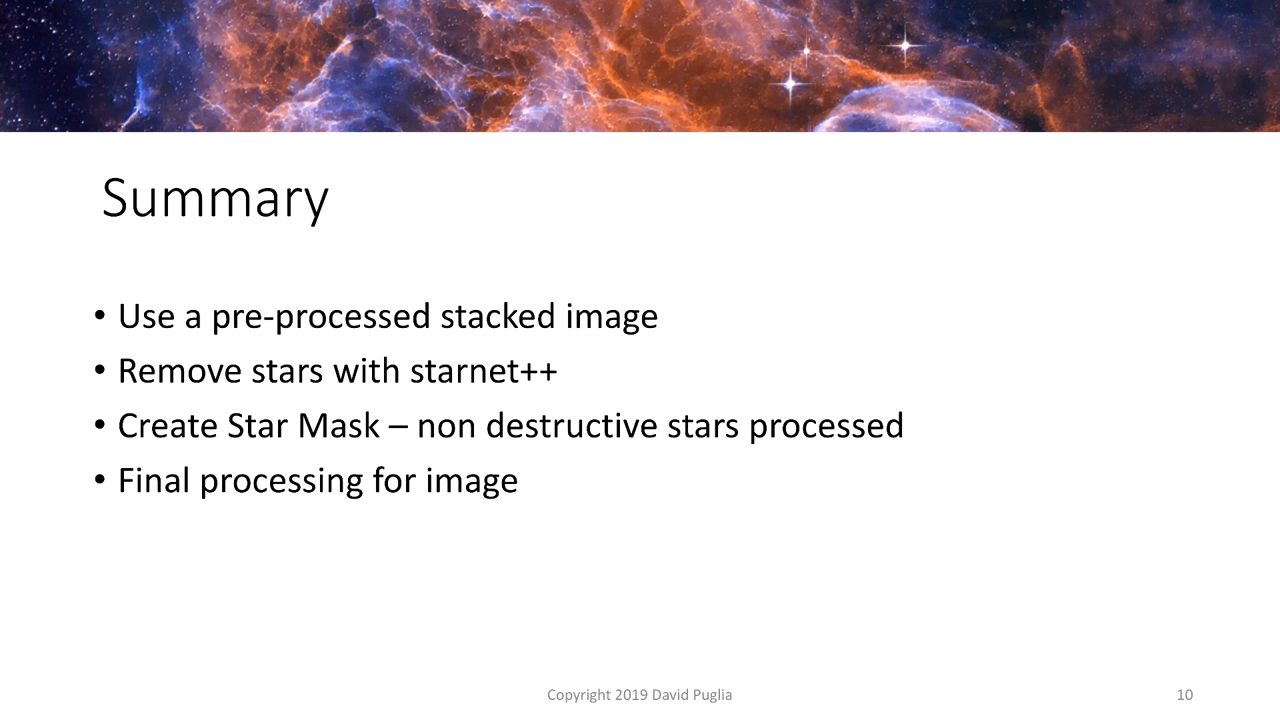 Summary
• Use a pre-processed stacked image
• Remove stars with starnet++
• Create Star Mask – non destructive stars processed
• Final processing for image
Copyright 2019 David Puglia
10